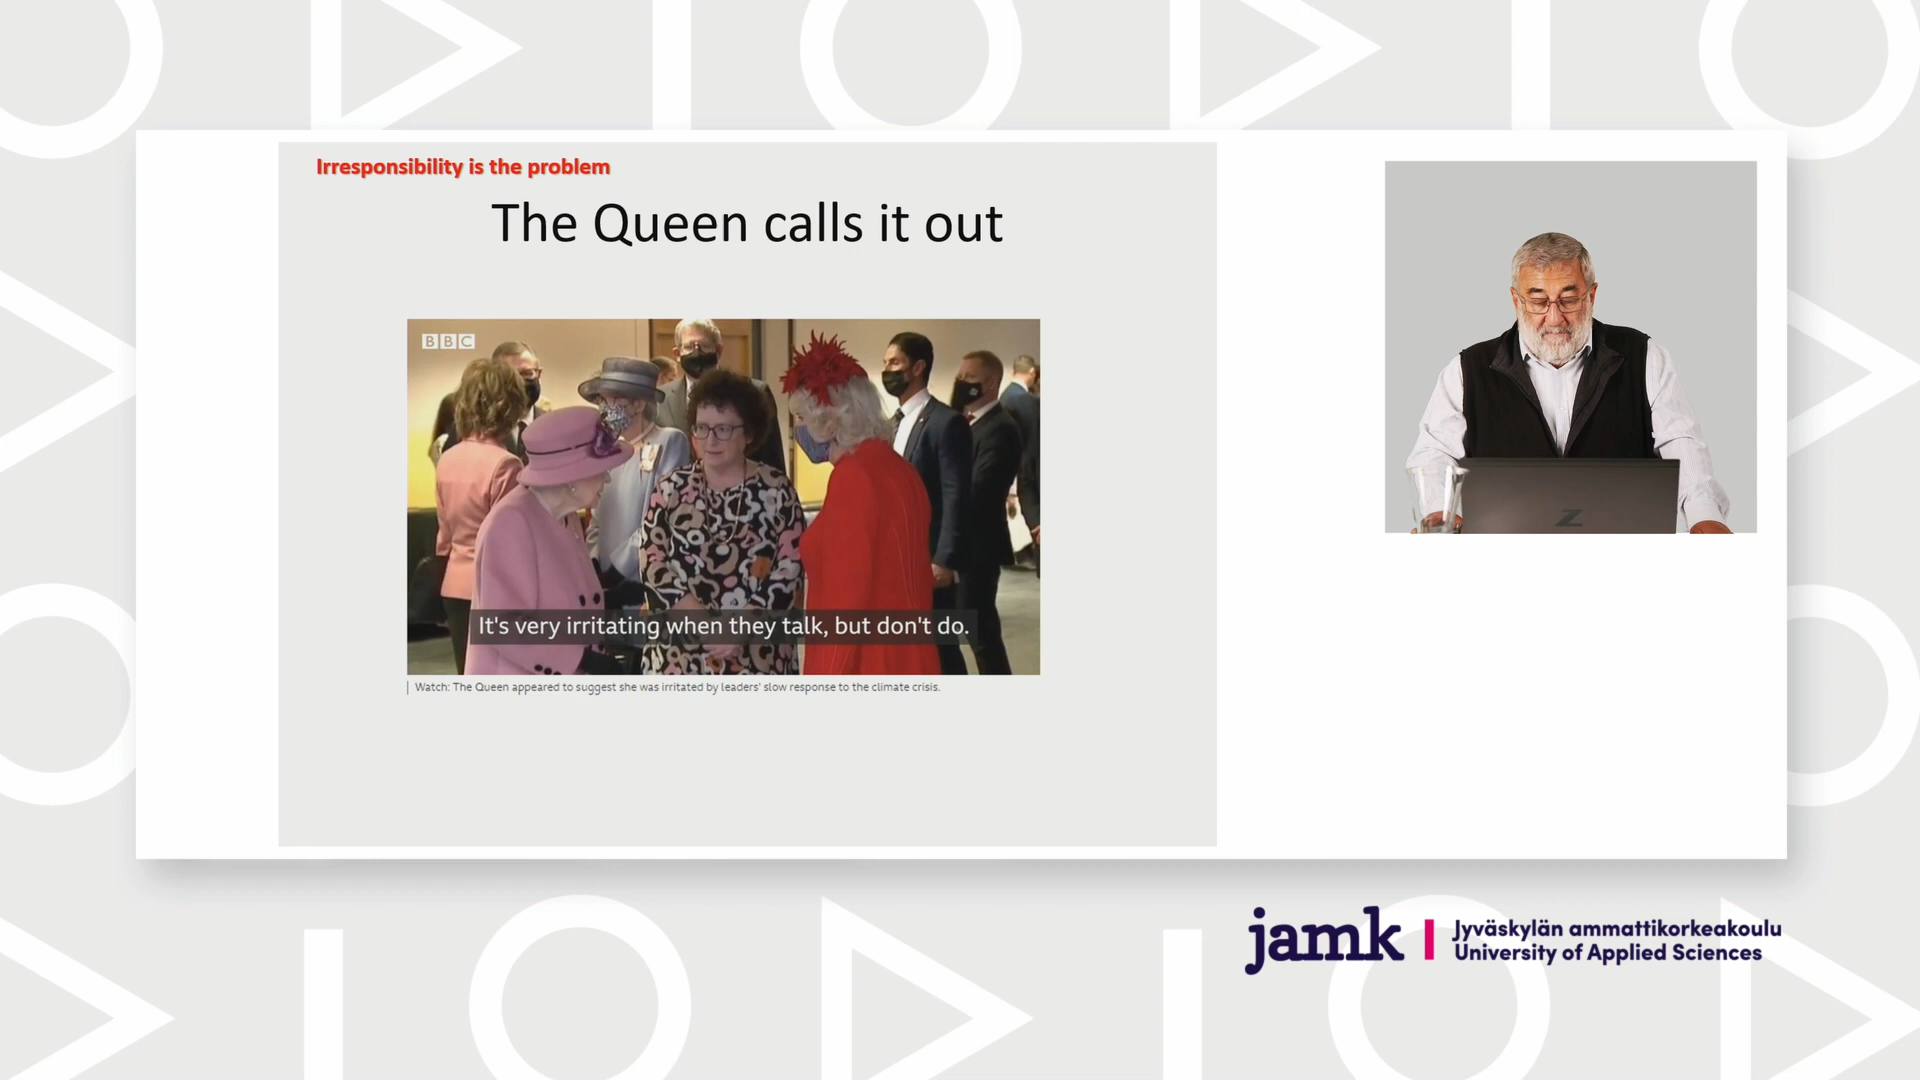 Irresponsibility is the problem
The Queen calls it out
BBC
It's very irritating when they talk, but don't do.
Watch: The Queen appeared to suggest she was irritated by leaders' slow response to the climate crisis.
jamk
Jyväskylän ammattikorkeakoulu
University of Applied Sciences